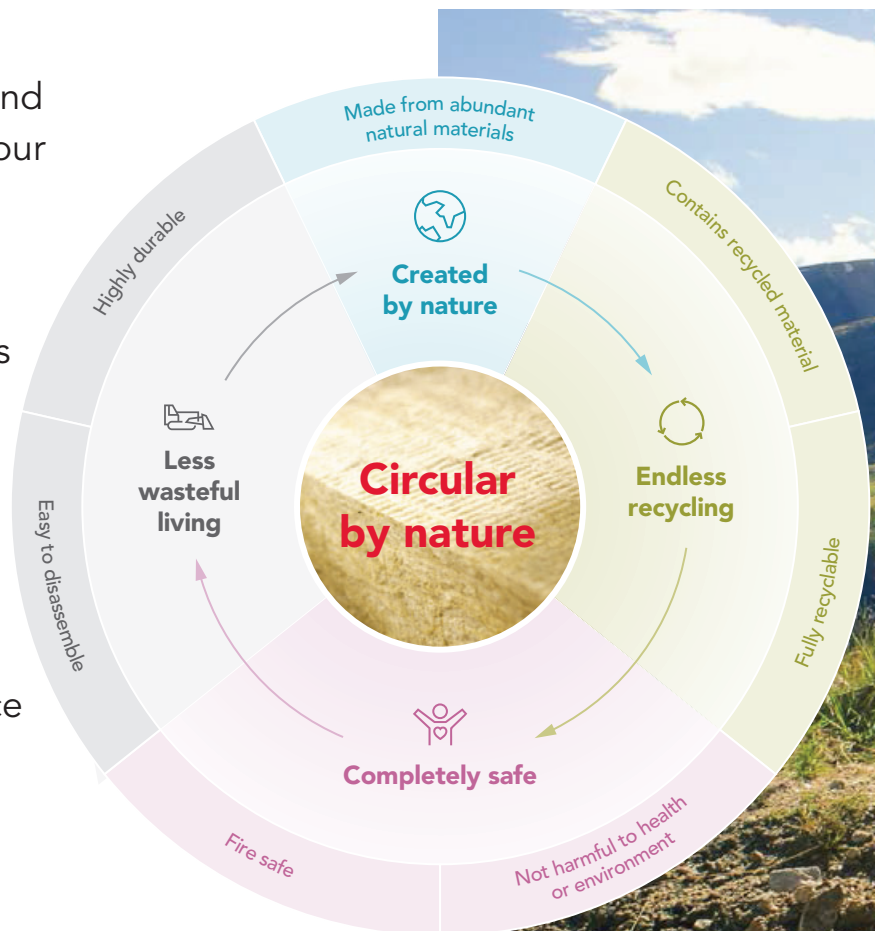 nd
our
s
ce
Made from abundant
natural materials
Created
by nature
Contains recycled material
Endless
recycling
Fully recyclable
Not harmful to health
or environment
Completely safe
Fire safe
Easy to disassemble
Less
wasteful
living
Highly durable
Circular
by nature